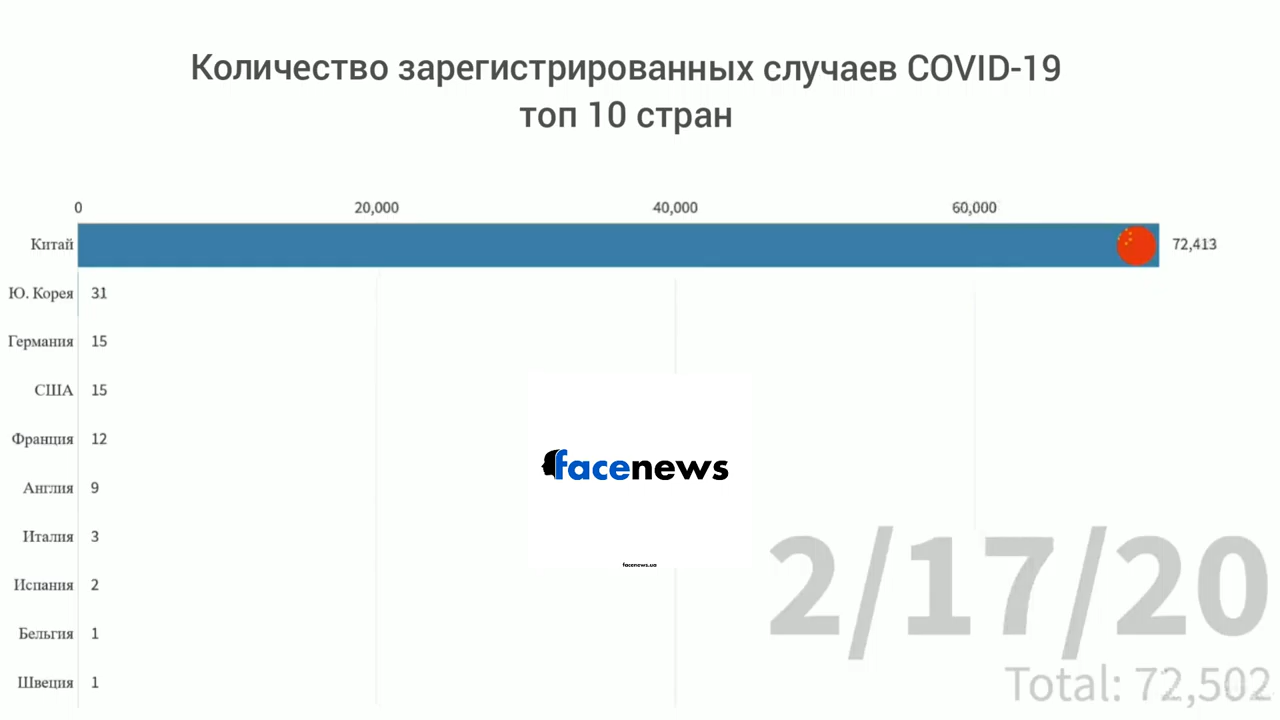 Количество зарегистрированных случаев COVID-19
топ 10 стран
0 20,000 40,000 60,000
Китай 72,413
Ю. Корея 31
Германия 15
США 15
Франция 12
Англия 9
facenews
Италия 3
facenews.ua
Испания 2
2/17/20
Бельгия 1
Швеция 1
Total: 72,502